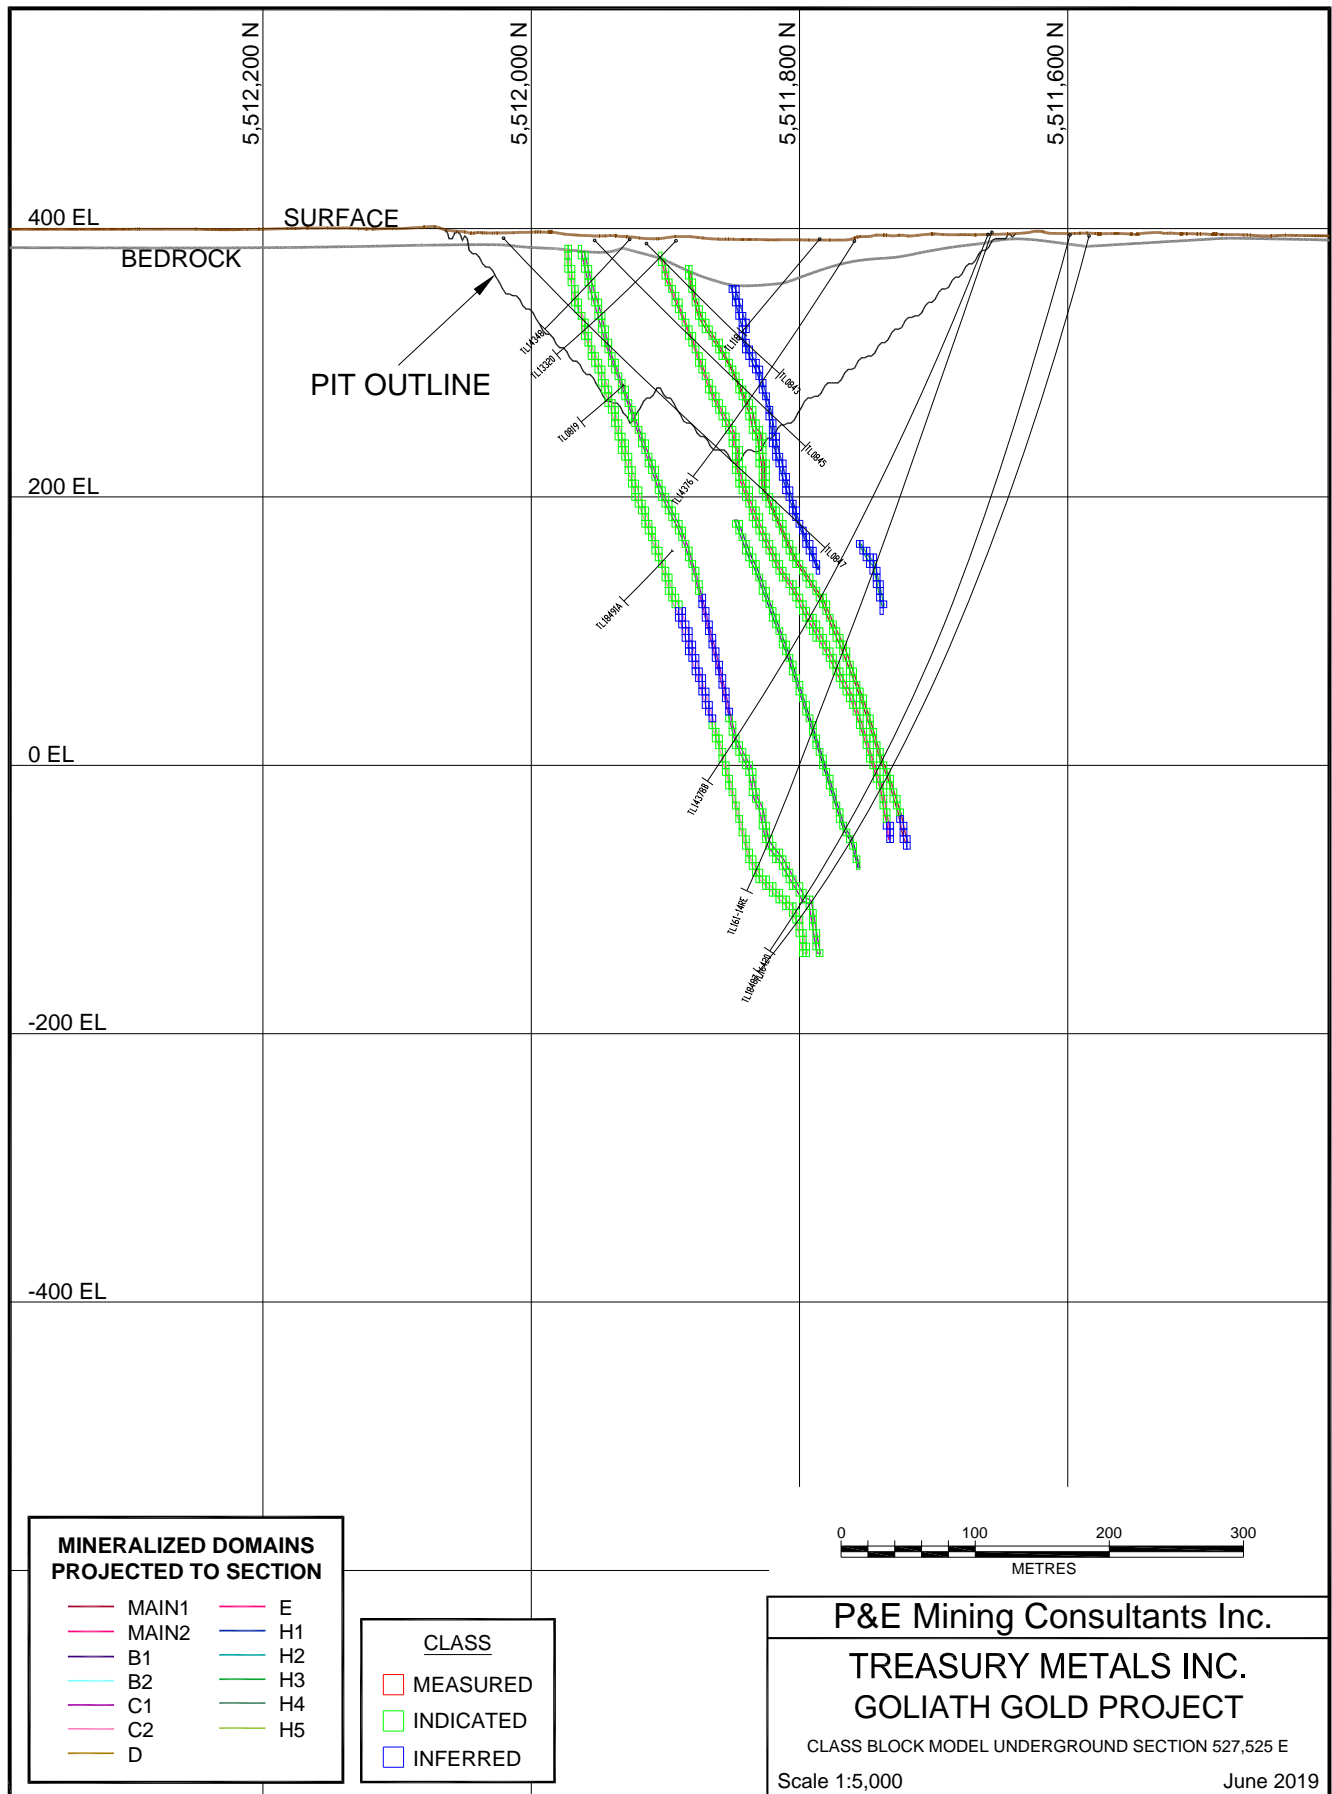 5,512,200 N
5,512,000 N
5,511,800 N
5,511,600 N
400 EL
SURFACE
BEDROCK
PIT OUTLINE
TL14348
TL13320
TL0819
TL0843
TL0845
TL14376
TL0847
TL18491A
200 EL
0 EL
TL14378B
TL161-14RE
-200 EL
-400 EL
MINERALIZED DOMAINS
PROJECTED TO SECTION
MAIN1
MAIN2
B1
B2
C1
C2
D
E
H1
H2
H3
H4
H5
CLASS
MEASURED
INDICATED
INFERRED
0 100 200 300
METRES
P&E Mining Consultants Inc.
TREASURY METALS INC.
GOLIATH GOLD PROJECT
CLASS BLOCK MODEL UNDERGROUND SECTION 527,525 E
Scale 1:5,000 June 2019